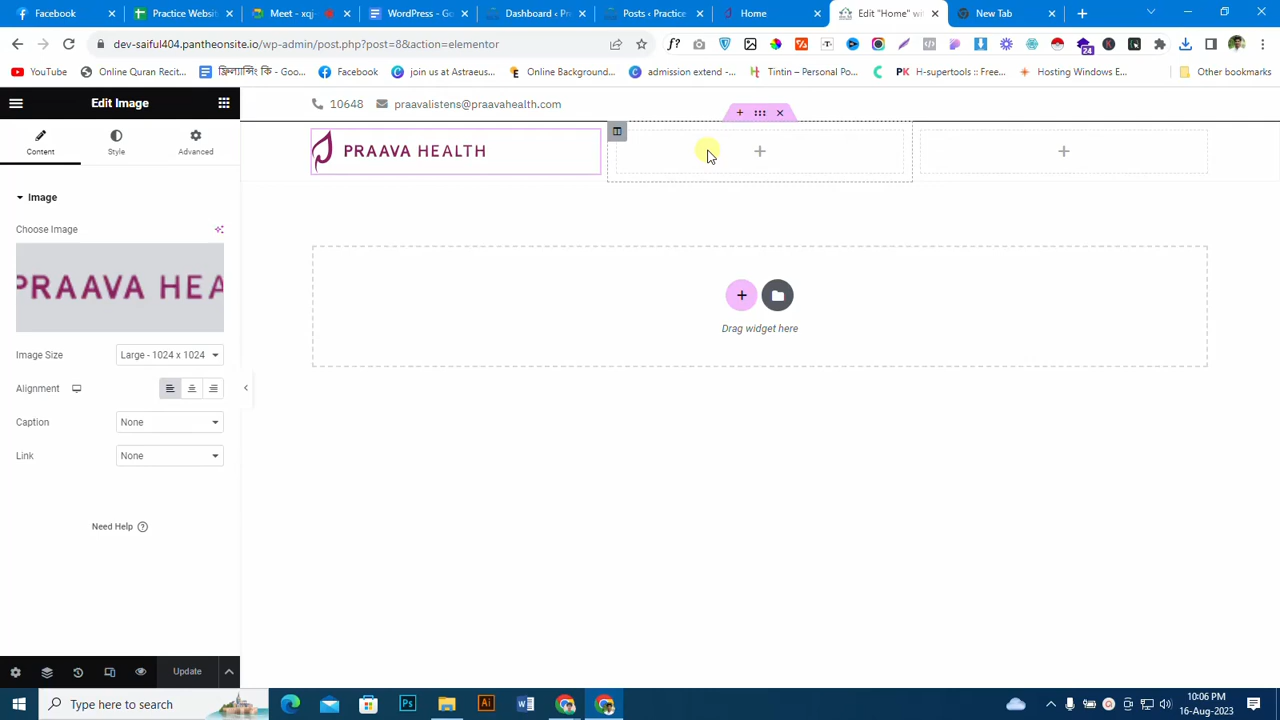 Facebook
Practice Websit
Meet - xqj-
WordPress - Go
Dashboard ‹ Pr
Posts ‹ Practice
Home
Edit "Home" wi
New Tab
ful404.pantheonsite.io/wp-admin/post.php?post=8&action=elementor
24
YouTube
Online Quran Recit...
ফ্রিল্যান্সিং কি - Goo...
Facebook
join us at Astraeus...
Online Background...
admission extend -...
Tintin – Personal Po...
H-supertools :: Free...
Hosting Windows E...
Other bookmarks
Edit Image
10648
praavalistens@praavahealth.com
Content
Style
Advanced
PRAAVA HEALTH
Image
Choose Image
PRAAVA HEA
Image Size
Large - 1024 x 1024
Drag widget here
Alignment
Caption
None
Link
None
Need Help
Update
Type here to search
10:06 PM
16-Aug-2023